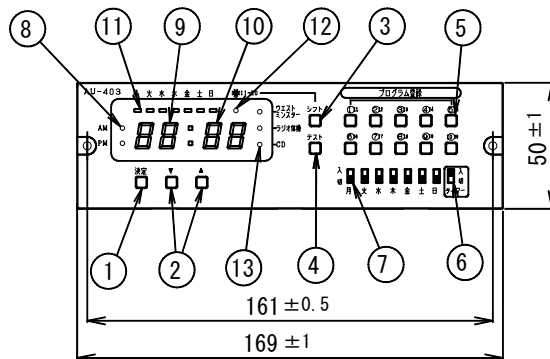 ⑪ ⑨ ⑩ ⑫ ③ ⑤
⑧
AU-403
月 火 水 木 金 土 日
シフト
プログラム登録
ウエスト
ミンスター
AM
88:88
ラジオ体操
PM
CD
テスト
決定 ▼ ▲
入
切
月 火 水 木 金 土 日
入
切
タイマー
① ② ⑬ ④ ⑦ ⑥
50±1
161±0.5
169±1